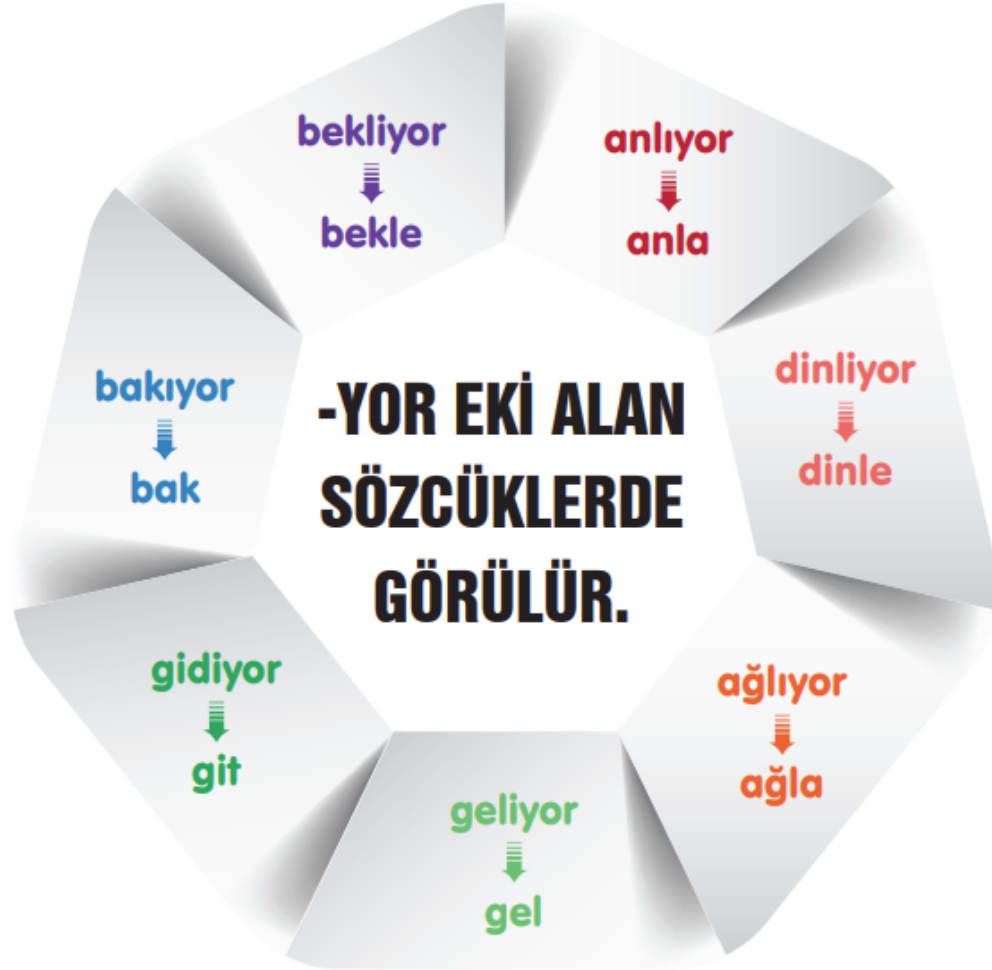 bekliyor
bekle
anlıyor
anla
dinliyor
dinle
ağlıyor
ağla
geliyor
gel
gidiyor
git
bakıyor
bak
-YOR EKİ ALAN
SÖZCÜKLERDE
GÖRÜLÜR.